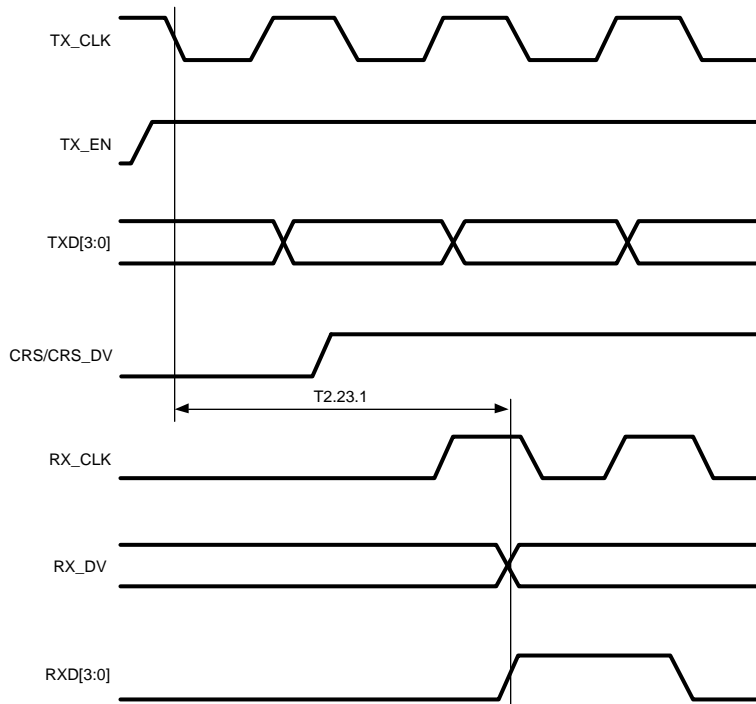 TX_CLK
TX_EN
TXD[3:0]
CRS/CRS_DV
T2.23.1
RX_CLK
RX_DV
RXD[3:0]